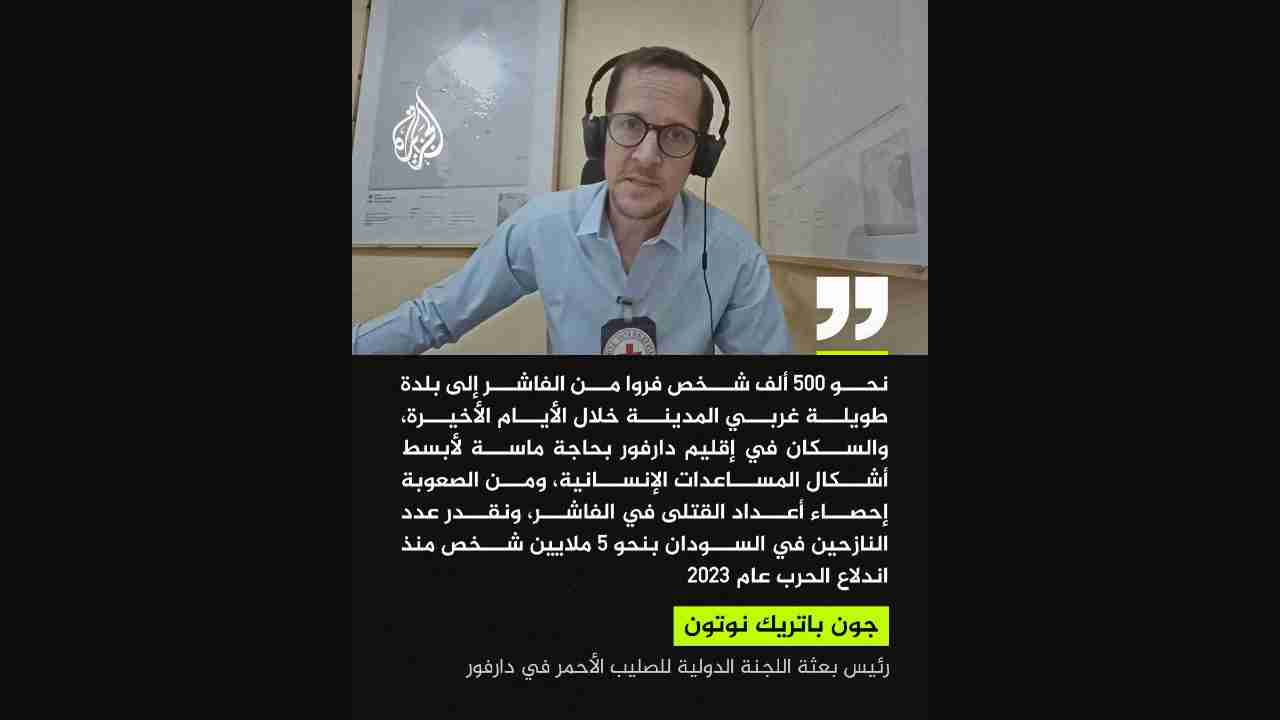 الجزيرة
نحو 500 ألف شخص فروا من الفاشر إلى بلدة
طويلة غربي المدينة خلال الأيام الأخيرة،
والسكان في إقليم دارفور بحاجة ماسة لأبسط
أشكال المساعدات الإنسانية، ومن الصعوبة
إحصاء أعداد القتلى في الفاشر، ونقدر عدد
النازحين في السودان بنحو 5 ملايين شخص منذ
اندلاع الحرب عام 2023
جون باتريك نوتون
رئيس بعثة اللجنة الدولية للصليب الأحمر في دارفور